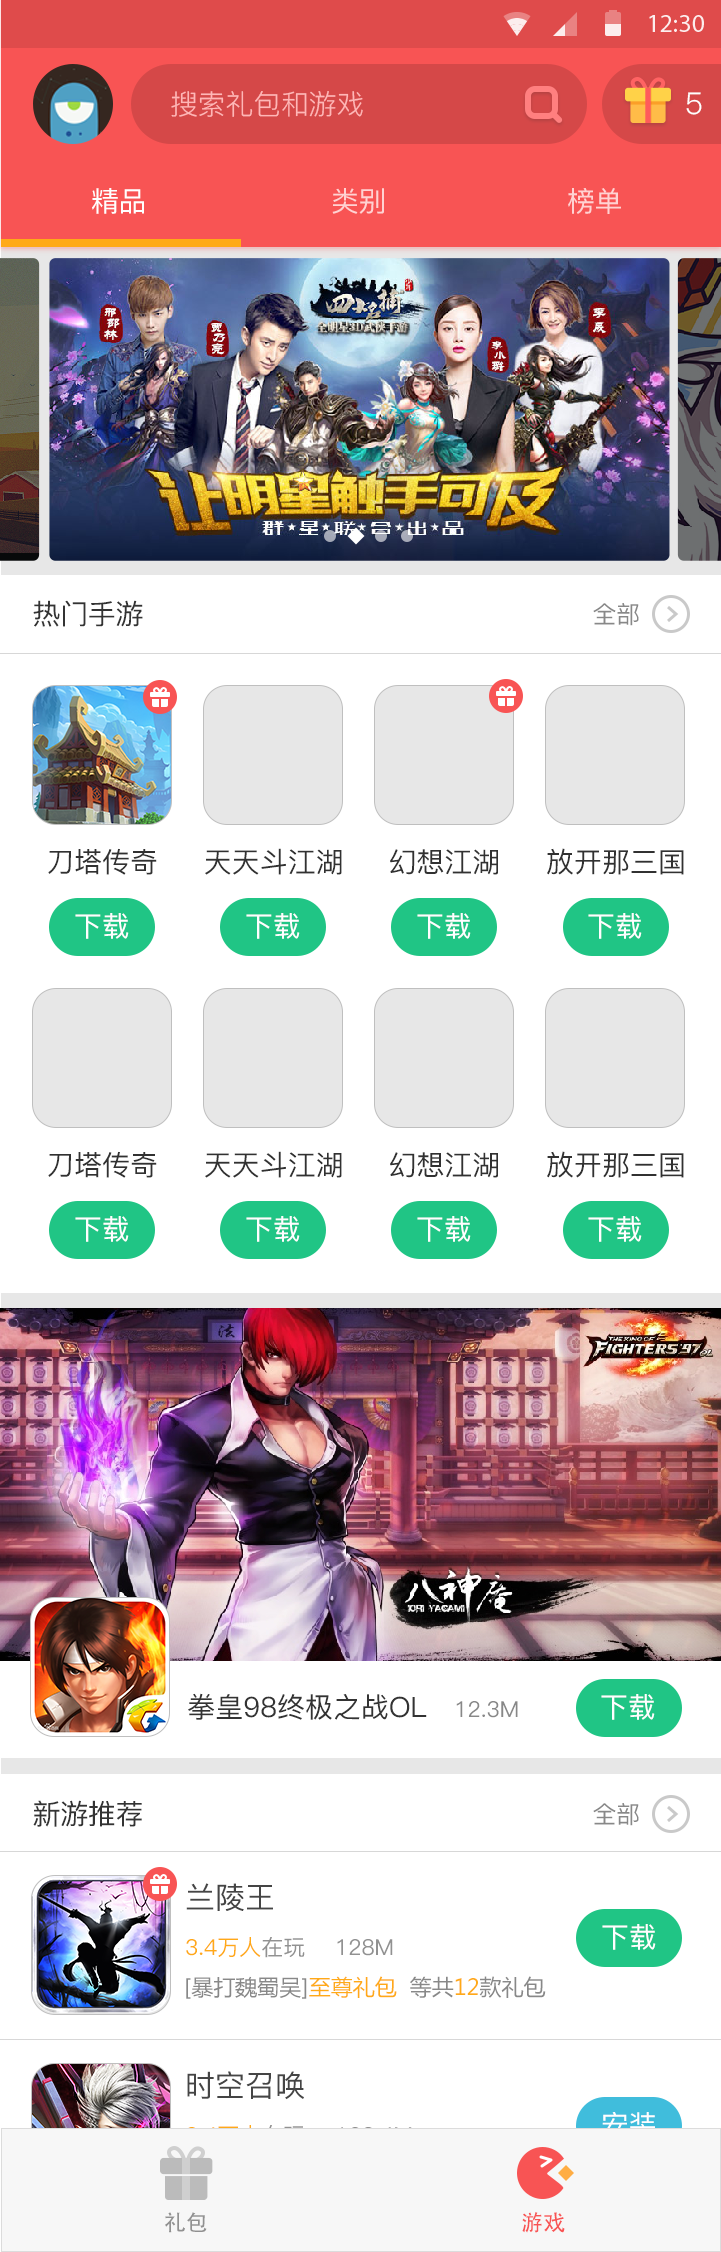 12:30
搜索礼包和游戏
5
精品 类别 榜单
四大名捕
全明星3D武侠手游
邢郡林
贾乃亮
李小璐
李晟
让明星触手可及
群★星★联★合★出★品
热门手游 全部
刀塔传奇 天天斗江湖 幻想江湖 放开那三国
下载 下载 下载 下载
刀塔传奇 天天斗江湖 幻想江湖 放开那三国
下载 下载 下载 下载
法
THE KING OF
FIGHTERS'97 OL
八神庵
IORI YAGAMI
拳皇98终极之战OL 12.3M 下载
新游推荐 全部
兰陵王
3.4万人在玩 128M 下载
[暴打魏蜀吴]至尊礼包 等共12款礼包
时空召唤
安装
礼包 游戏